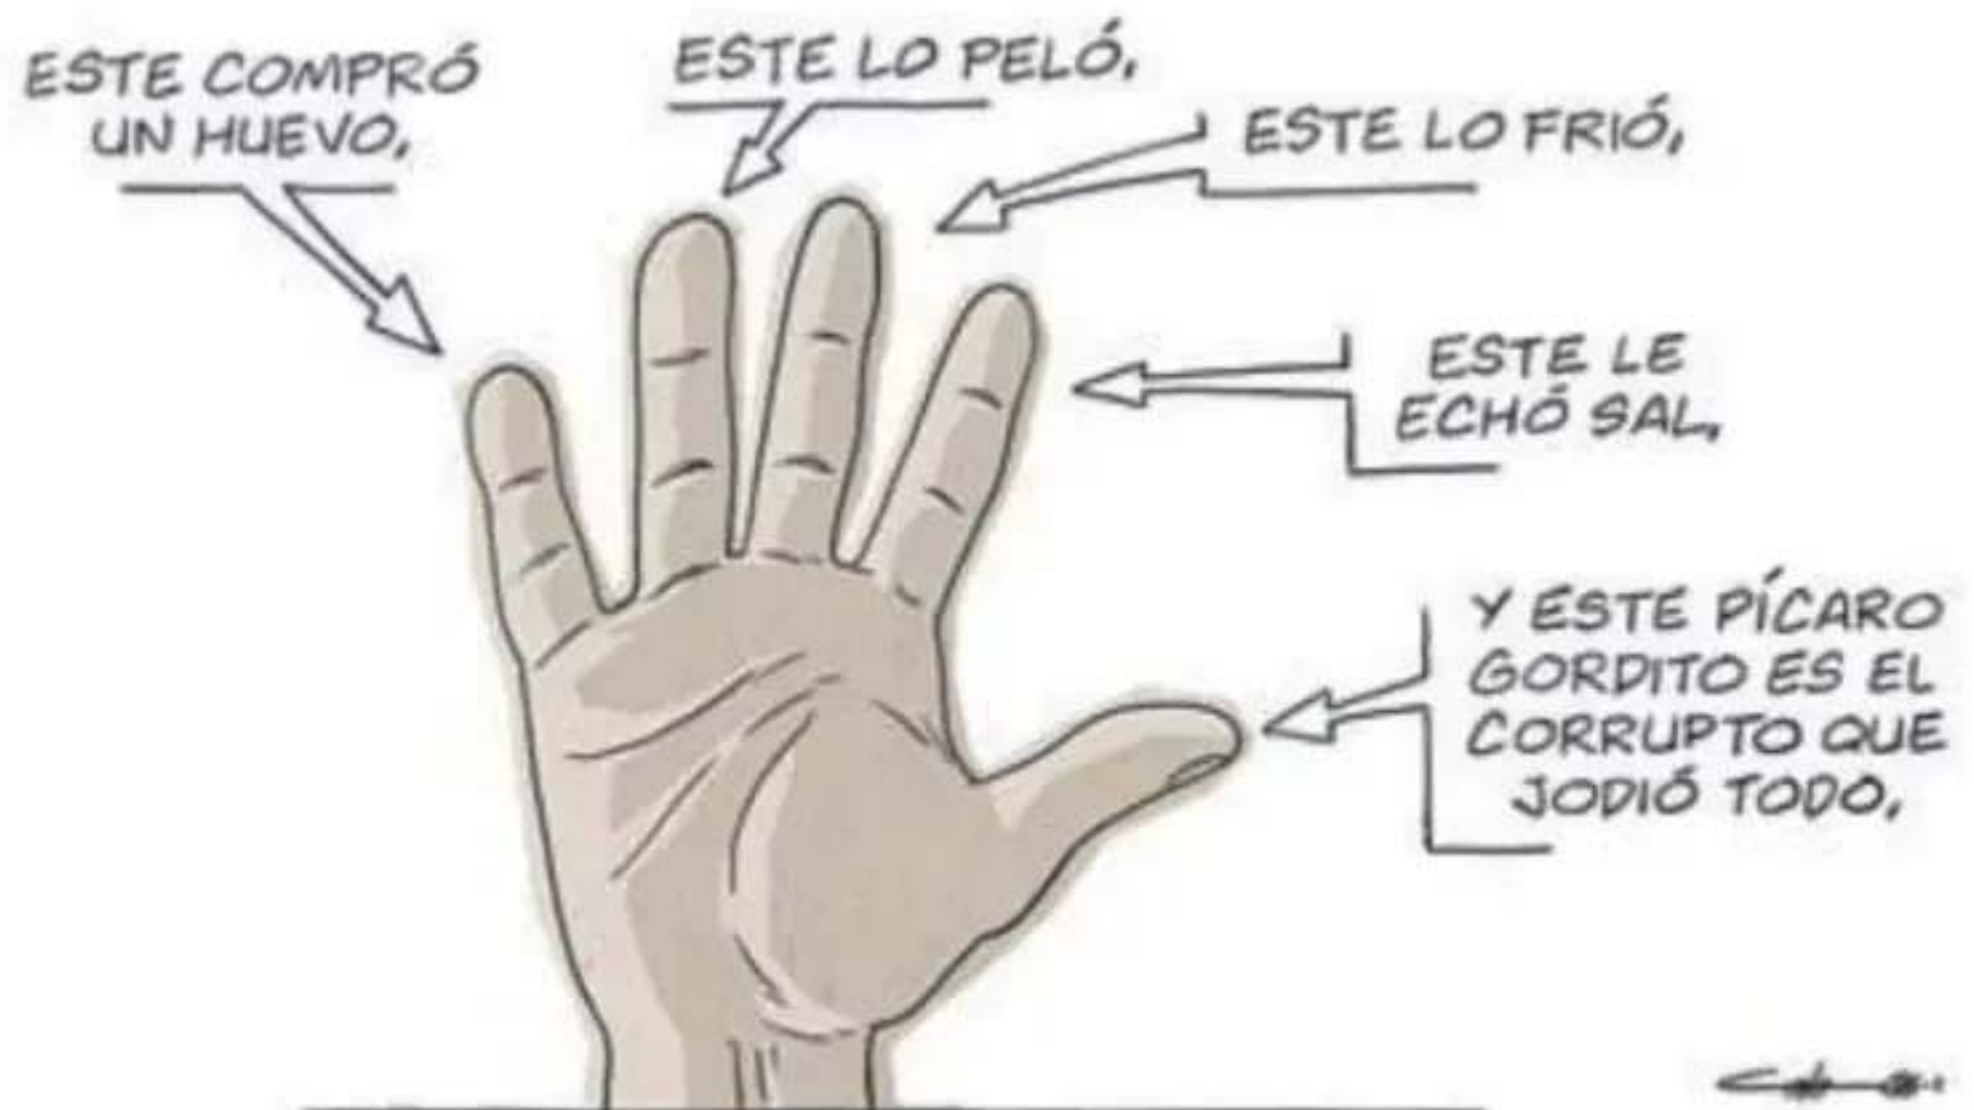 ESTE COMPRÓ
UN HUEVO,
ESTE LO PELÓ,
ESTE LO FRIÓ,
ESTE LE
ECHÓ SAL,
Y ESTE PÍCARO
GORDITO ES EL
CORRUPTO QUE
JODIÓ TODO,